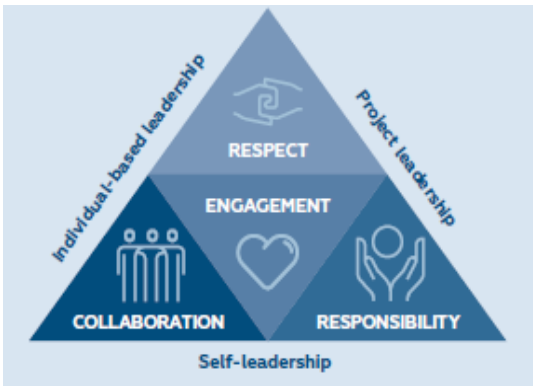 Individual-based leadership
Project leadership
RESPECT
ENGAGEMENT
COLLABORATION
RESPONSIBILITY
Self-leadership